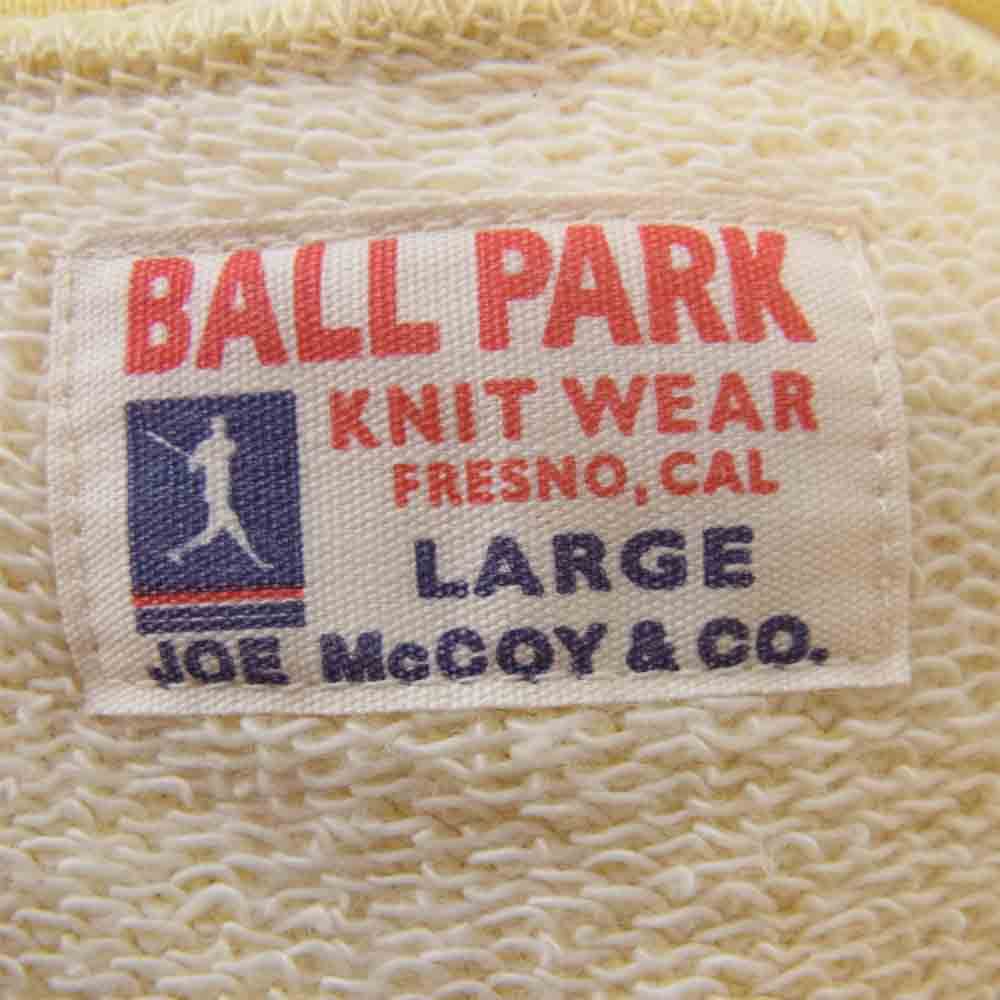 BALL PARK
KNIT WEAR
FRESNO, CAL
LARGE
JOE McCOY & CO.